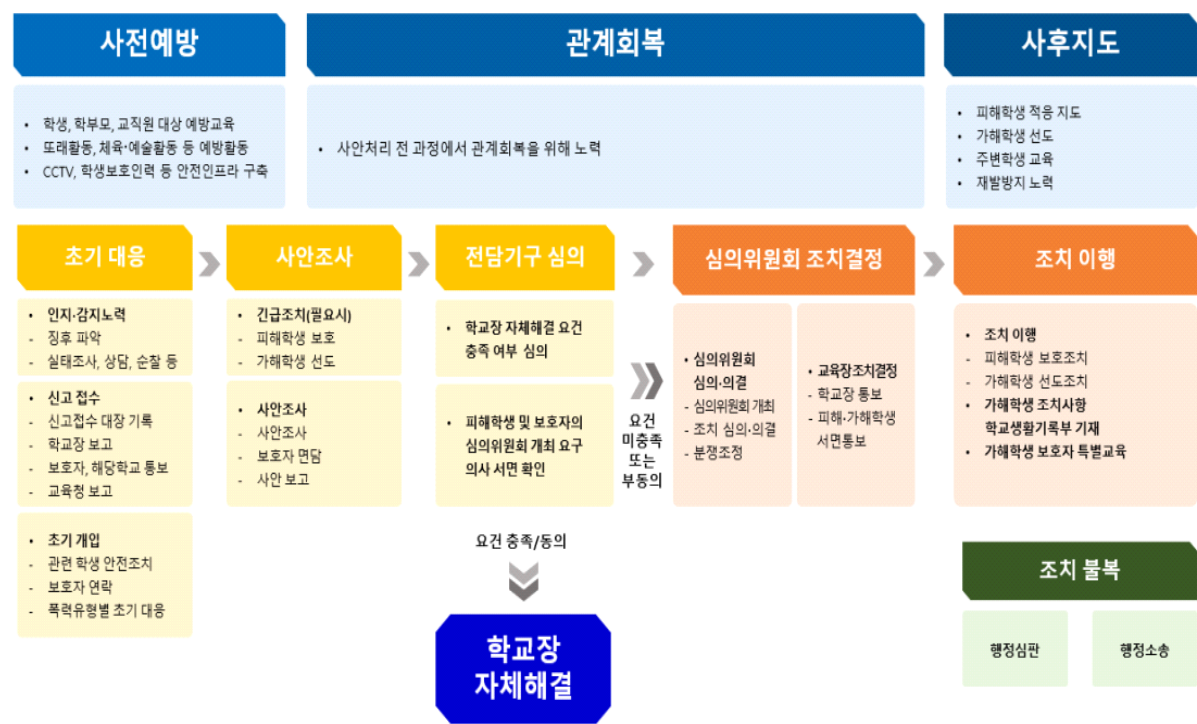 사전예방
관계회복
사후지도
• 학생, 학부모, 교직원 대상 예방교육
• 또래활동, 체육·예술활동 등 예방활동
• CCTV, 학생보호인력 등 안전인프라 구축
• 사안처리 전 과정에서 관계회복을 위해 노력
• 피해학생 적응 지도
• 가해학생 선도
• 주변학생 교육
• 재발방지 노력
초기 대응
• 인지·감지노력
- 징후 파악
- 실태조사, 상담, 순찰 등
• 신고 접수
- 신고접수 대장 기록
- 학교장 보고
- 보호자, 해당학교 통보
- 교육청 보고
• 초기 개입
- 관련 학생 안전조치
- 보호자 연락
- 폭력유형별 초기 대응
사안조사
• 긴급조치(필요시)
- 피해학생 보호
- 가해학생 선도
• 사안조사
- 사안조사
- 보호자 면담
- 사안 보고
전담기구 심의
• 학교장 자체해결 요건
충족 여부 심의
• 피해학생 및 보호자의
심의위원회 개최 요구
의사 서면 확인
요건 충족/동의
학교장
자체해결
요건
미충족
또는
부동의
심의위원회 조치결정
• 심의위원회
심의·의결
- 심의위원회 개최
- 조치 심의·의결
- 분쟁조정
• 교육장조치결정
- 학교장 통보
- 피해·가해학생
서면통보
조치 이행
• 조치 이행
- 피해학생 보호조치
- 가해학생 선도조치
• 가해학생 조치사항
학교생활기록부 기재
• 가해학생 보호자 특별교육
조치 불복
행정심판
행정소송